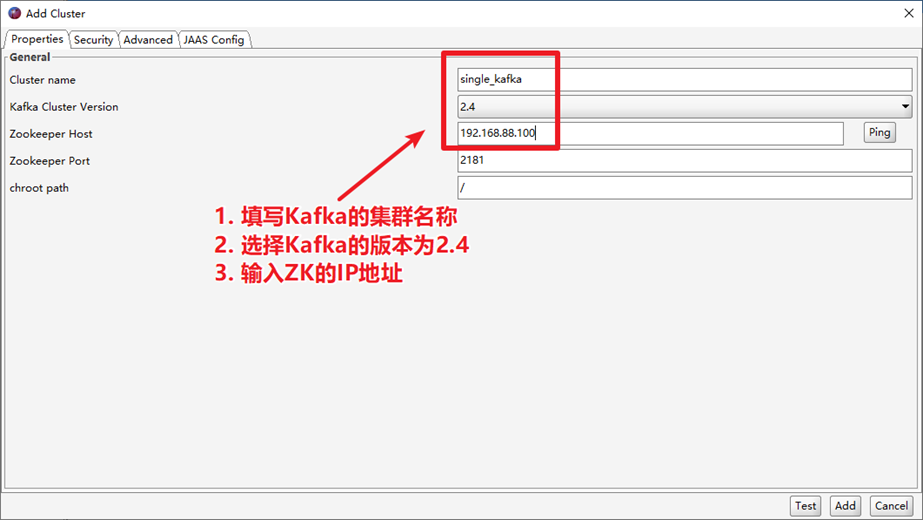 Add Cluster
Properties Security Advanced JAAS Config
General
Cluster name single_kafka
Kafka Cluster Version 2.4
Zookeeper Host 192.168.88.100 Ping
Zookeeper Port 2181
chroot path /
1. 填写Kafka的集群名称
2. 选择Kafka的版本为2.4
3. 输入ZK的IP地址
Test Add Cancel